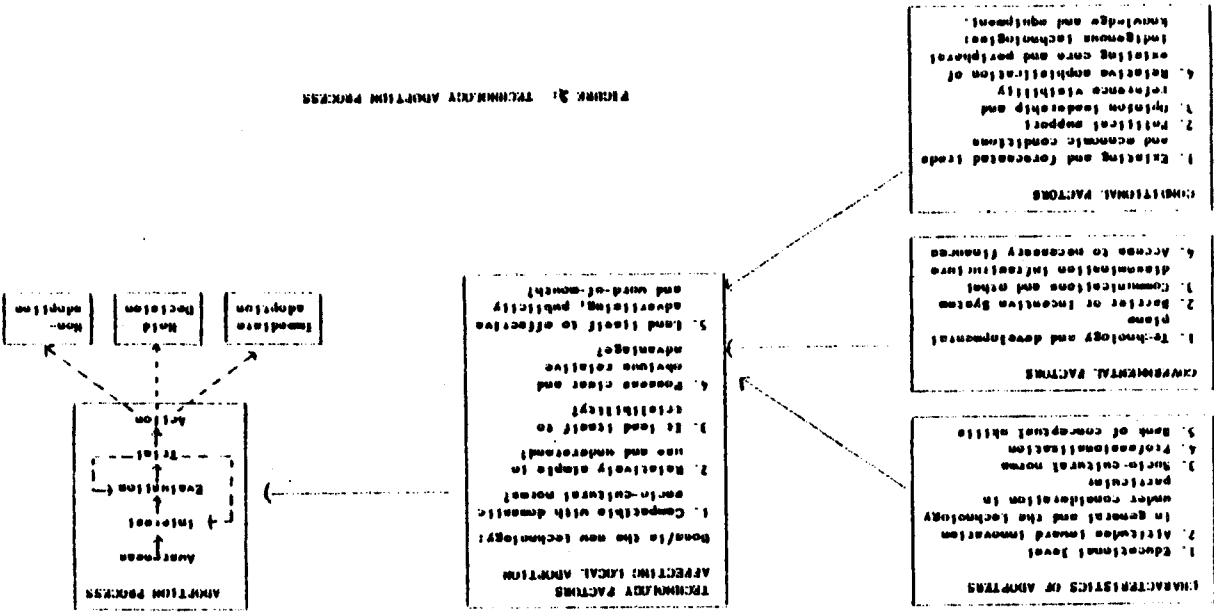 CHARACTERISTICS OF ADOPTERS
1. Educational level
2. Attitudes toward innovation
in general and the technology
under consideration in
particular
3. Socio-cultural norms
4. Professionalisation
5. Bank of conceptual skills
GOVERNMENTAL FACTORS
1. Technology and developmental
plans
2. Barrier or Incentive System
3. Communications and other
dissemination infrastructure
4. Access to necessary finances
CONDITIONAL FACTORS
1. Existing and forecasted trade
and economic conditions
2. Political support
3. Opinion leadership and
reference visibility
4. Relative sophistication of
existing core and peripheral
indigenous technologies:
knowledge and equipment.
TECHNOLOGY FACTORS
AFFECTING LOCAL ADOPTION
Does/is the new technology:
1. Compatible with domestic
socio-cultural norms?
2. Relatively simple in
use and understand?
3. It lend itself to
trialibility?
4. Possess clear and
obvious relative
advantage?
5. Lend itself to effective
advertising, publicity
and word-of-mouth?
ADOPTION PROCESS
Awareness
Interest
Evaluation
Trial
Action
Immediate
adoption
Hold
Decision
Non-
adoption
FIGURE 2: TECHNOLOGY ADOPTION PROCESS